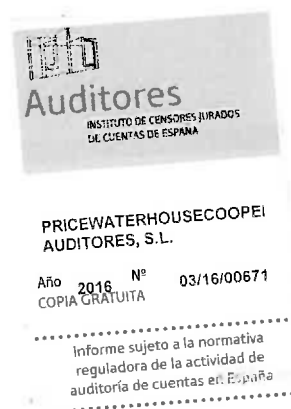 Auditores
INSTITUTO DE CENSORES JURADOS
DE CUENTAS DE ESPAÑA
PRICEWATERHOUSECOOPE
AUDITORES, S.L.
Año 2016 Nº 03/16/00671
COPIA GRATUITA
Informe sujeto a la normativa
reguladora de la actividad de
auditoría de cuentas en España